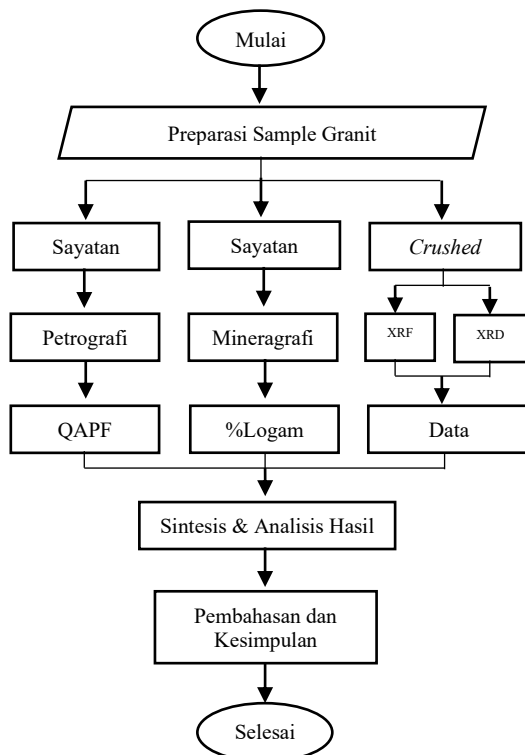 Mulai
Preparasi Sample Granit
Sayatan
Sayatan
Crushed
Petrografi
Mineragrafi
XRF
XRD
QAPF
%Logam
Data
Sintesis & Analisis Hasil
Pembahasan dan
Kesimpulan
Selesai